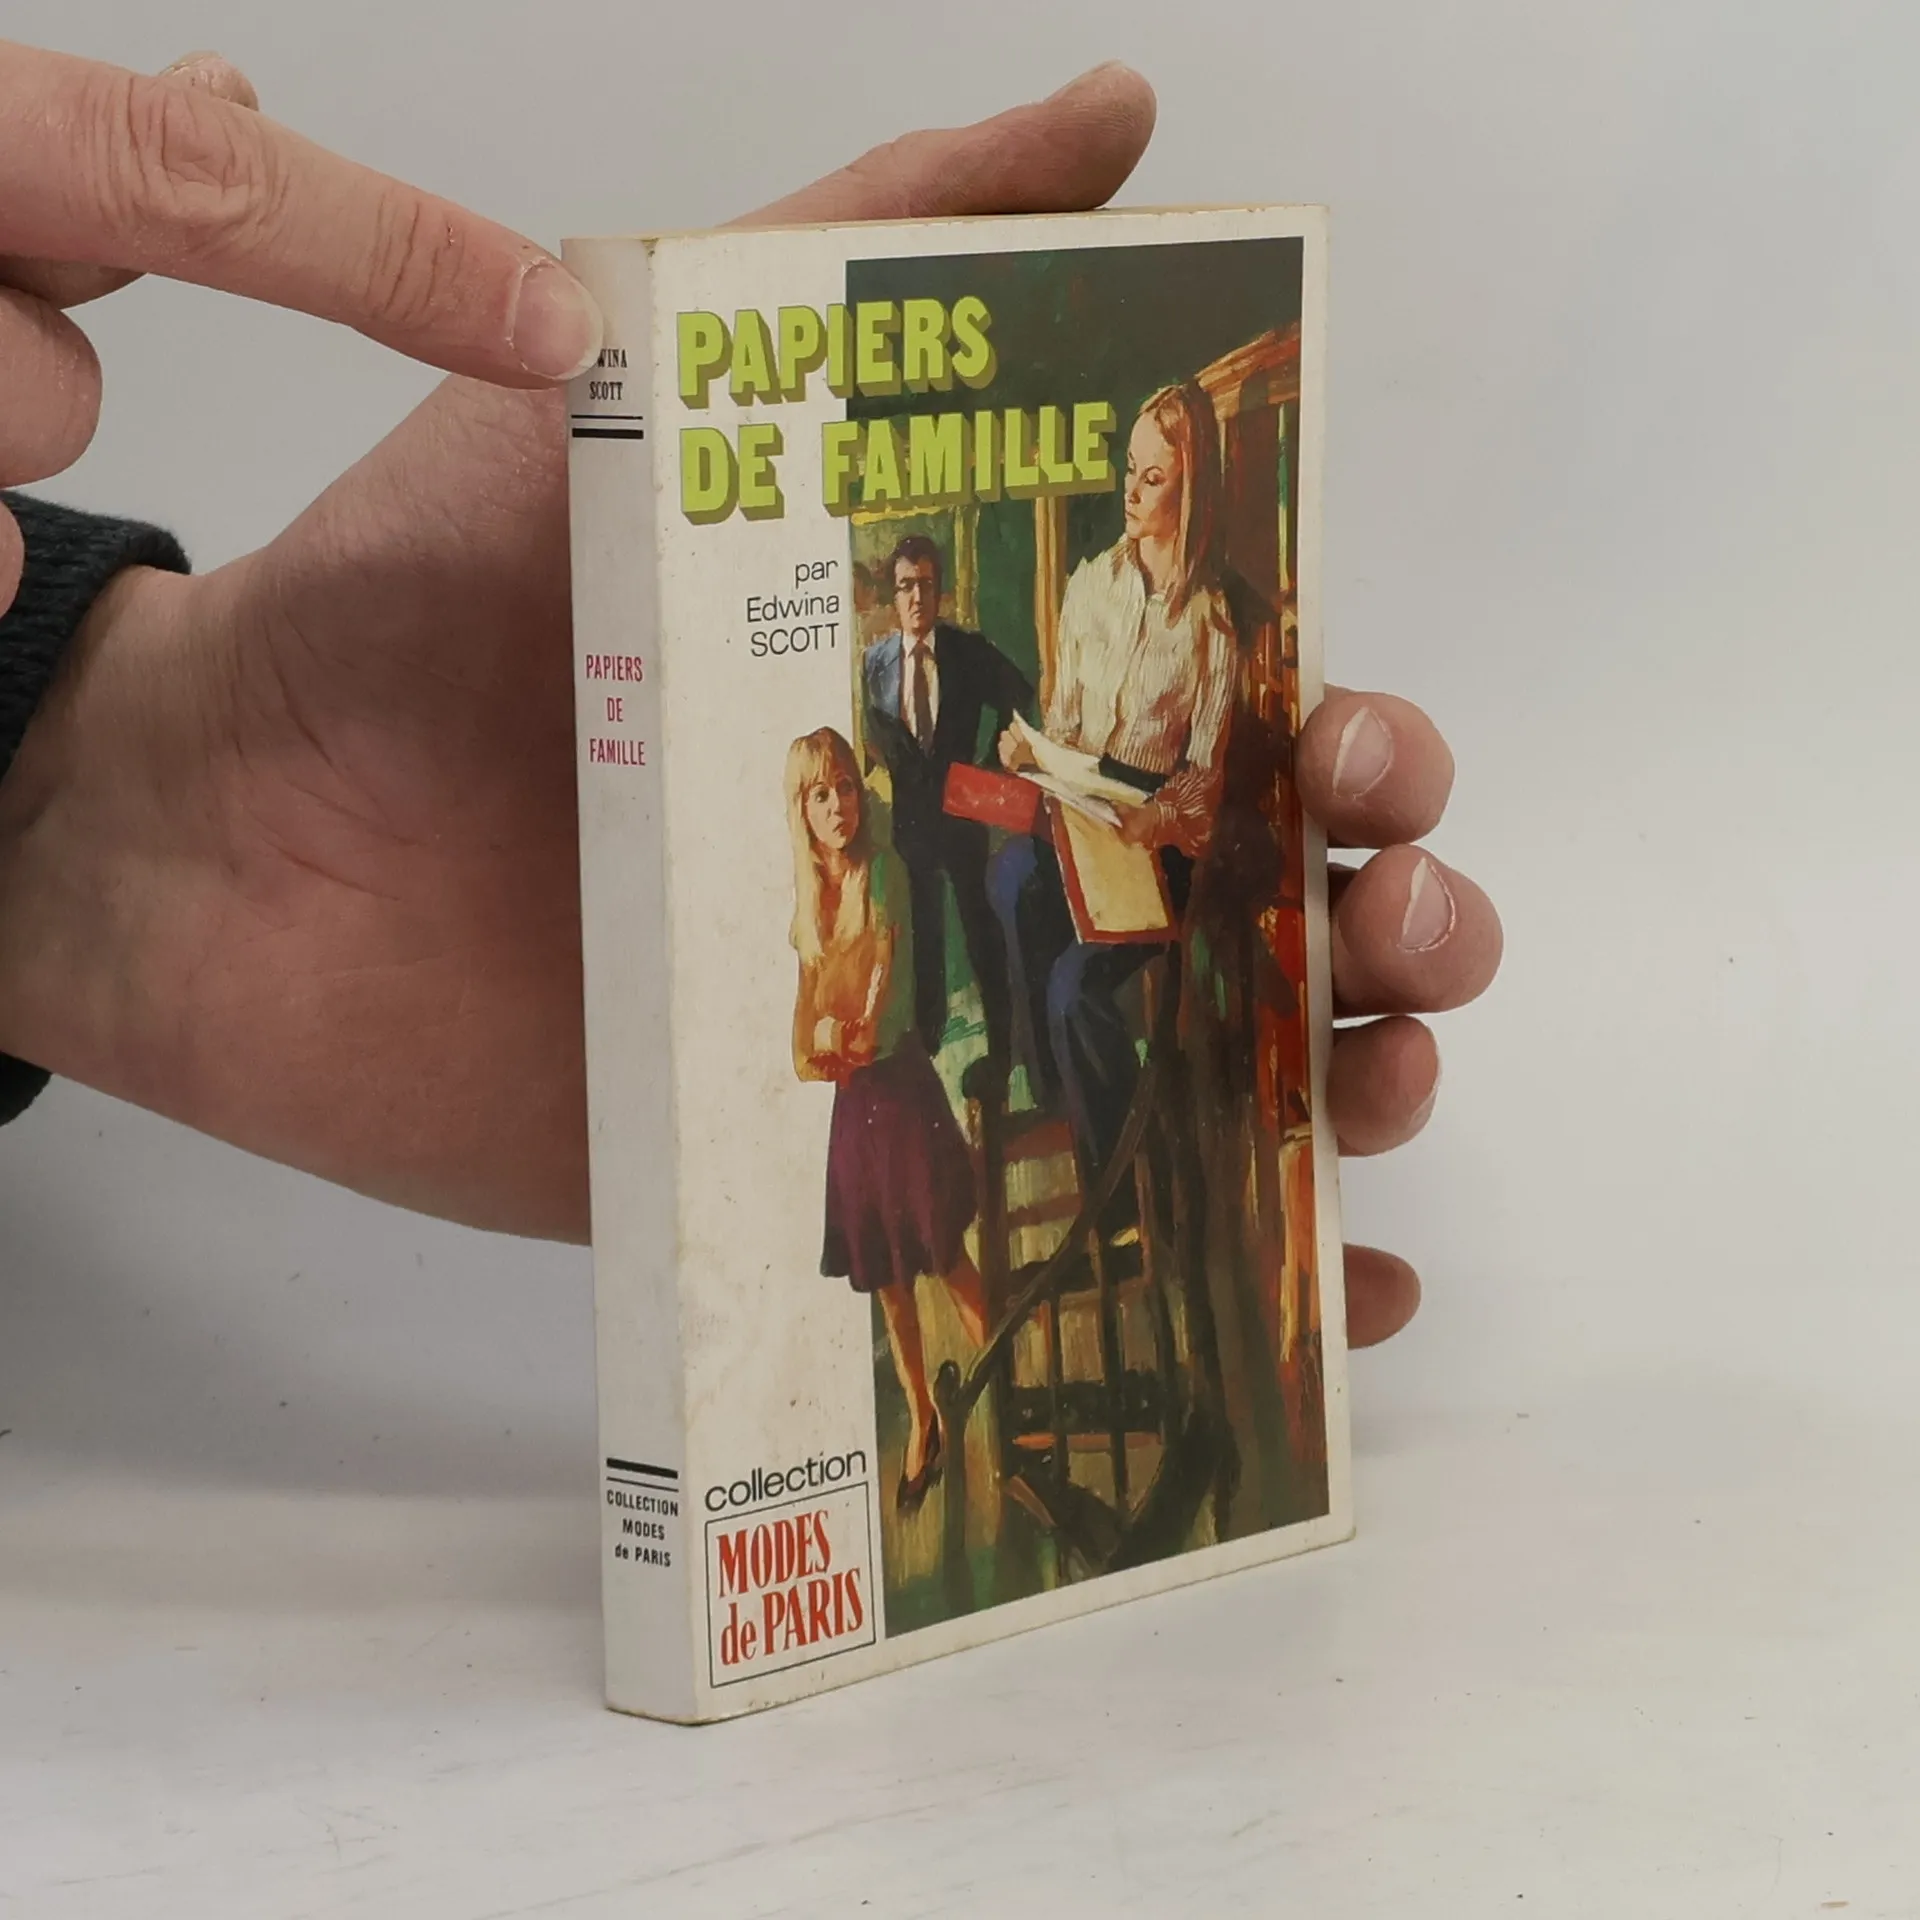 SCOTT
PAPIERS
DE
FAMILLE
COLLECTION
MODES
de PARIS
PAPIERS
DE FAMILLE
par
Edwina
SCOTT
collection
MODES
de PARIS